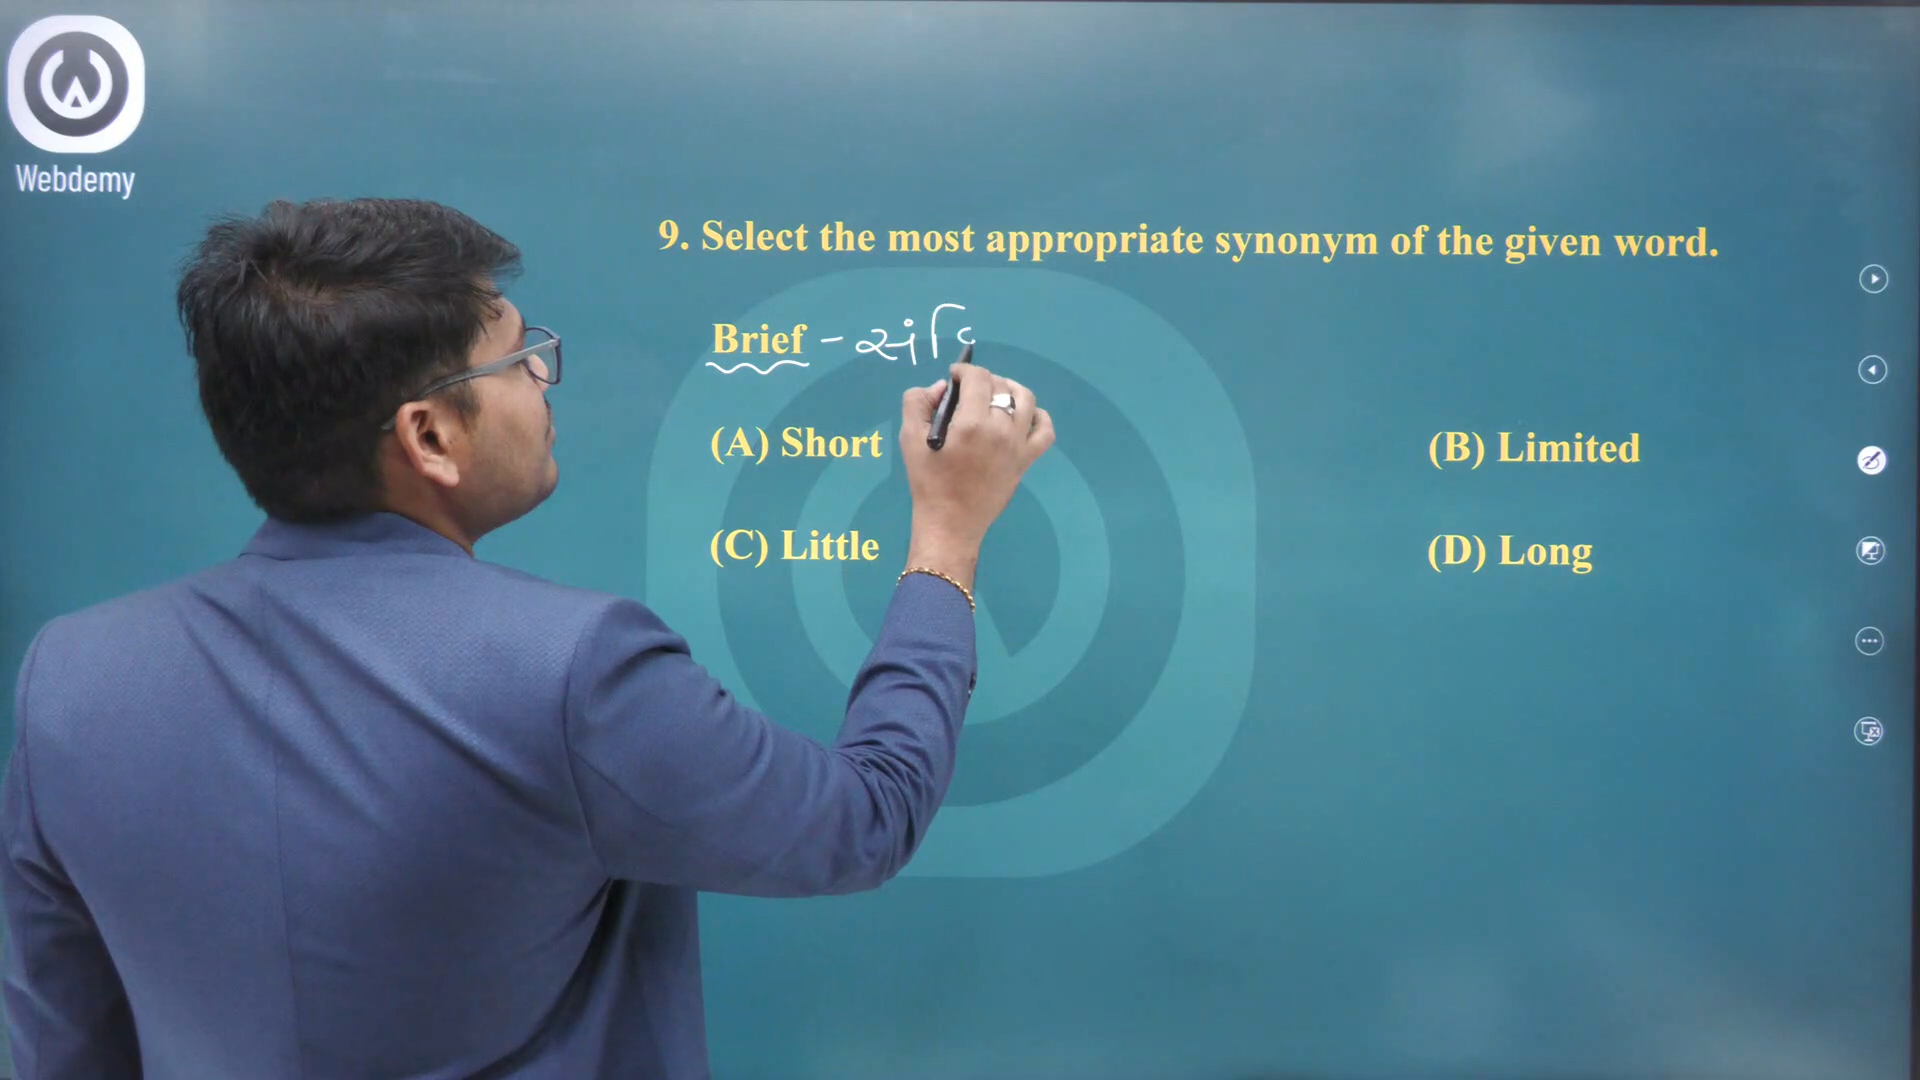 Webdemy
9. Select the most appropriate synonym of the given word.
Brief - સં
(A) Short
(B) Limited
(C) Little
(D) Long